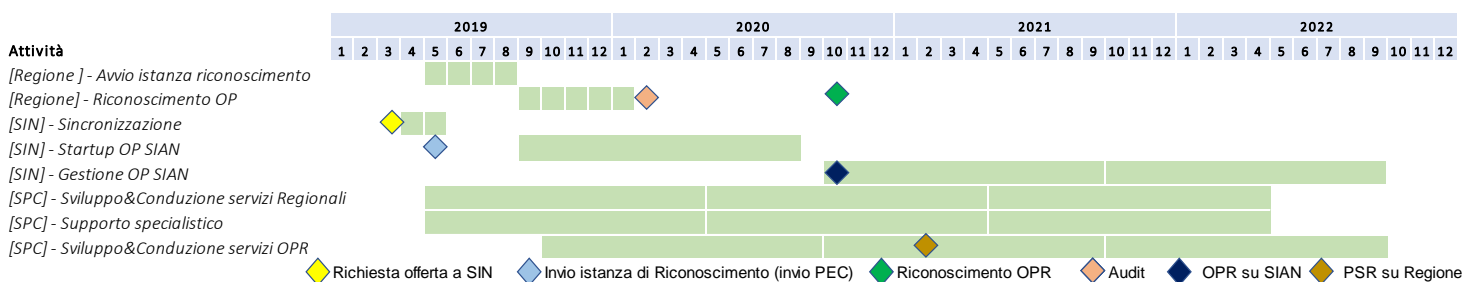 2019 2020 2021 2022
Attività 1 2 3 4 5 6 7 8 9 10 11 12 1 2 3 4 5 6 7 8 9 10 11 12 1 2 3 4 5 6 7 8 9 10 11 12 1 2 3 4 5 6 7 8 9 10 11 12
[Regione ] - Avvio istanza riconoscimento
[Regione] - Riconoscimento OP
[SIN] - Sincronizzazione
[SIN] - Startup OP SIAN
[SIN] - Gestione OP SIAN
[SPC] - Sviluppo&Conduzione servizi Regionali
[SPC] - Supporto specialistico
[SPC] - Sviluppo&Conduzione servizi OPR
Richiesta offerta a SIN Invio istanza di Riconoscimento (invio PEC) Riconoscimento OPR Audit OPR su SIAN PSR su Regione